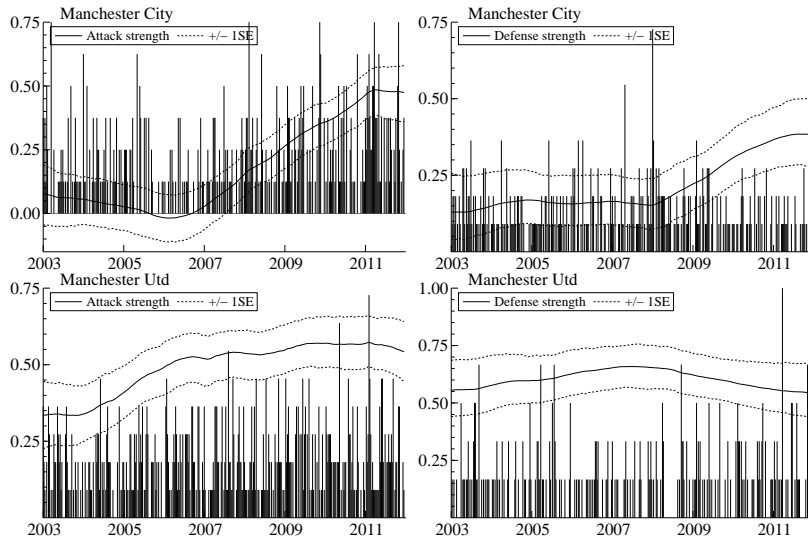 Manchester City
Attack strength +/− 1SE
0.75
0.50
0.25
0.00
2003 2005 2007 2009 2011
Manchester City
Defense strength +/− 1SE
0.75
0.50
0.25
2003 2005 2007 2009 2011
Manchester Utd
Attack strength +/− 1SE
0.75
0.50
0.25
2003 2005 2007 2009 2011
Manchester Utd
Defense strength +/− 1SE
1.00
0.75
0.50
0.25
2003 2005 2007 2009 2011